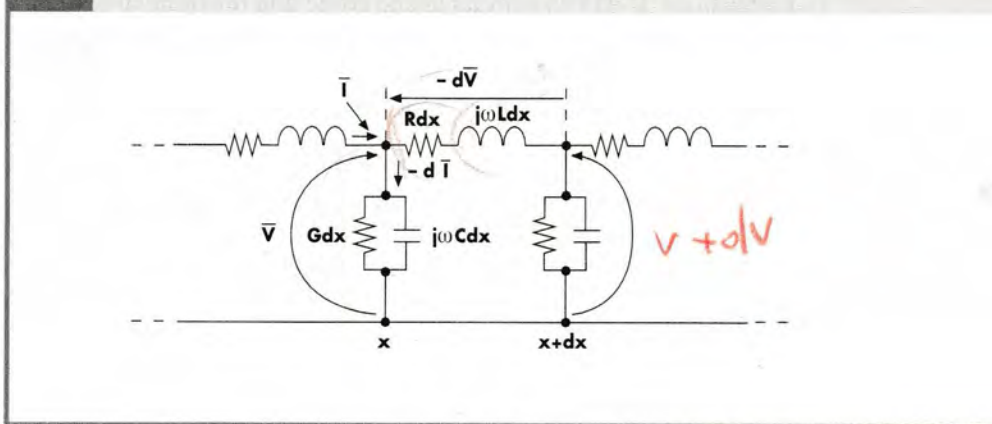 - dV̅
I̅
Rdx
jωLdx
- d I̅
V̅
Gdx
jωCdx
V + dV
x
x+dx